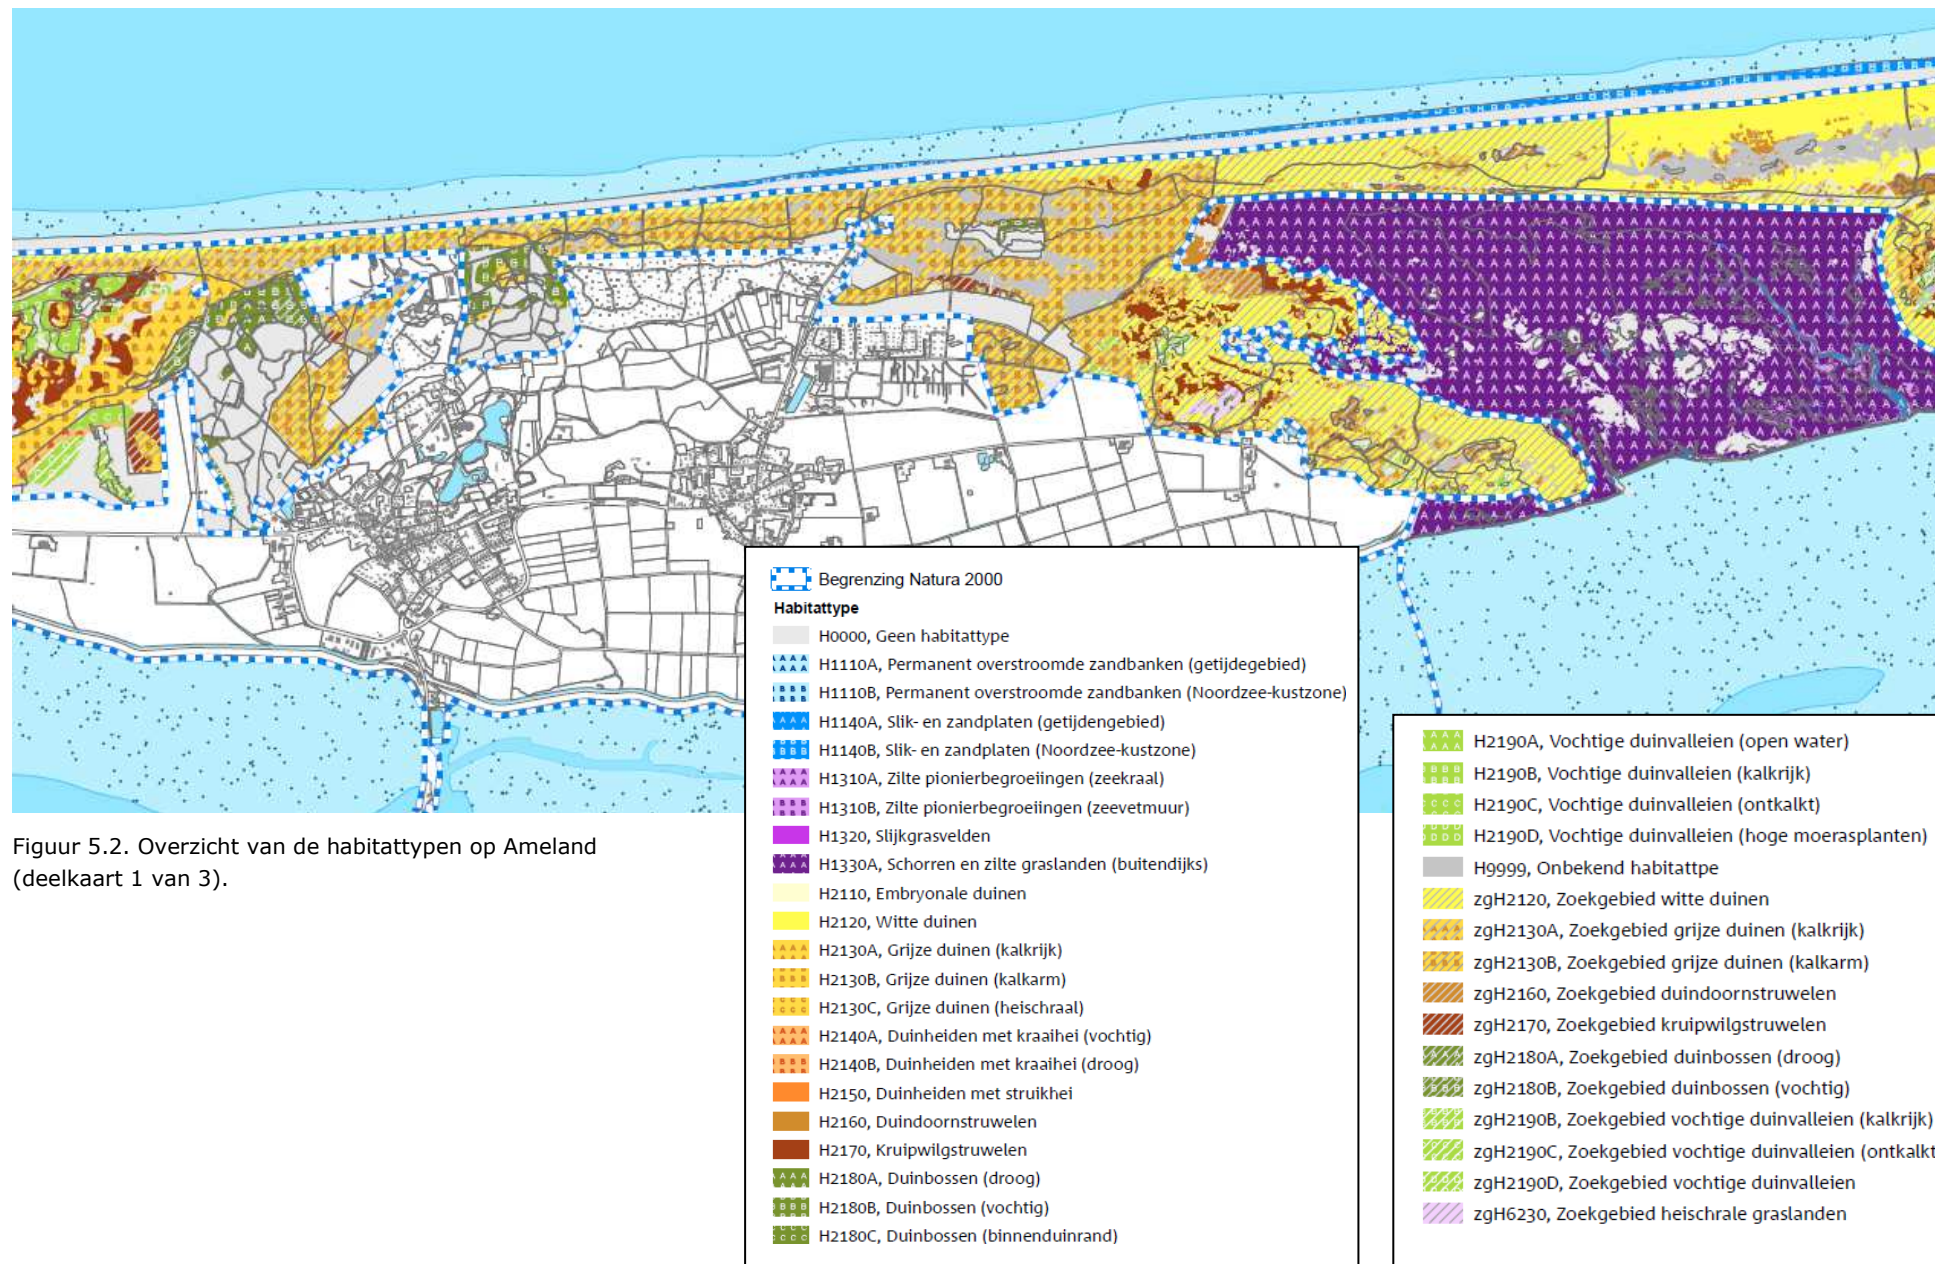 Figuur 5.2. Overzicht van de habitattypen op Ameland
(deelkaart 1 van 3).
Begrenzing Natura 2000
Habitattype
H0000, Geen habitattype
H1110A, Permanent overstroomde zandbanken (getijdegebied)
H1110B, Permanent overstroomde zandbanken (Noordzee-kustzone)
H1140A, Slik- en zandplaten (getijdengebied)
H1140B, Slik- en zandplaten (Noordzee-kustzone)
H1310A, Zilte pionierbegroeiingen (zeekraal)
H1310B, Zilte pionierbegroeiingen (zeevetmuur)
H1320, Slijkgrasvelden
H1330A, Schorren en zilte graslanden (buitendijks)
H2110, Embryonale duinen
H2120, Witte duinen
H2130A, Grijze duinen (kalkrijk)
H2130B, Grijze duinen (kalkarm)
H2130C, Grijze duinen (heischraal)
H2140A, Duinheiden met kraaihei (vochtig)
H2140B, Duinheiden met kraaihei (droog)
H2150, Duinheiden met struikhei
H2160, Duindoornstruwelen
H2170, Kruipwilgstruwelen
H2180A, Duinbossen (droog)
H2180B, Duinbossen (vochtig)
H2180C, Duinbossen (binnenduinrand)
H2190A, Vochtige duinvalleien (open water)
H2190B, Vochtige duinvalleien (kalkrijk)
H2190C, Vochtige duinvalleien (ontkalkt)
H2190D, Vochtige duinvalleien (hoge moerasplanten)
H9999, Onbekend habitattpe
zgH2120, Zoekgebied witte duinen
zgH2130A, Zoekgebied grijze duinen (kalkrijk)
zgH2130B, Zoekgebied grijze duinen (kalkarm)
zgH2160, Zoekgebied duindoornstruwelen
zgH2170, Zoekgebied kruipwilgstruwelen
zgH2180A, Zoekgebied duinbossen (droog)
zgH2180B, Zoekgebied duinbossen (vochtig)
zgH2190B, Zoekgebied vochtige duinvalleien (kalkrijk)
zgH2190C, Zoekgebied vochtige duinvalleien (ontkalkt
zgH2190D, Zoekgebied vochtige duinvalleien
zgH6230, Zoekgebied heischrale graslanden